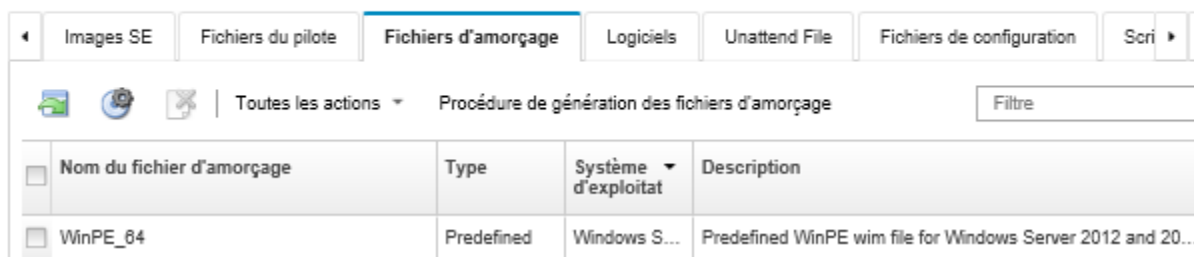 Images SE Fichiers du pilote Fichiers d'amorçage Logiciels Unattend File Fichiers de configuration Scri
Toutes les actions Procédure de génération des fichiers d'amorçage Filtre
Nom du fichier d'amorçage Type Système d'exploitat Description
WinPE_64 Predefined Windows S... Predefined WinPE wim file for Windows Server 2012 and 20...